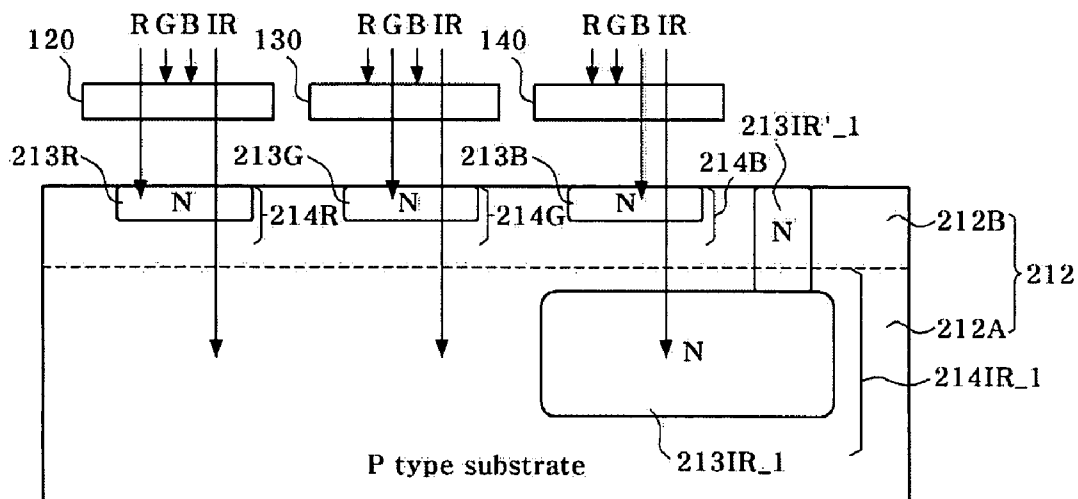 R G B IR R G B IR R G B IR
120 130 140
213IR'_1
213R 213G 213B 214B
N 214R N 214G N N 212B
212
212A
N 214IR_1
P type substrate 213IR_1